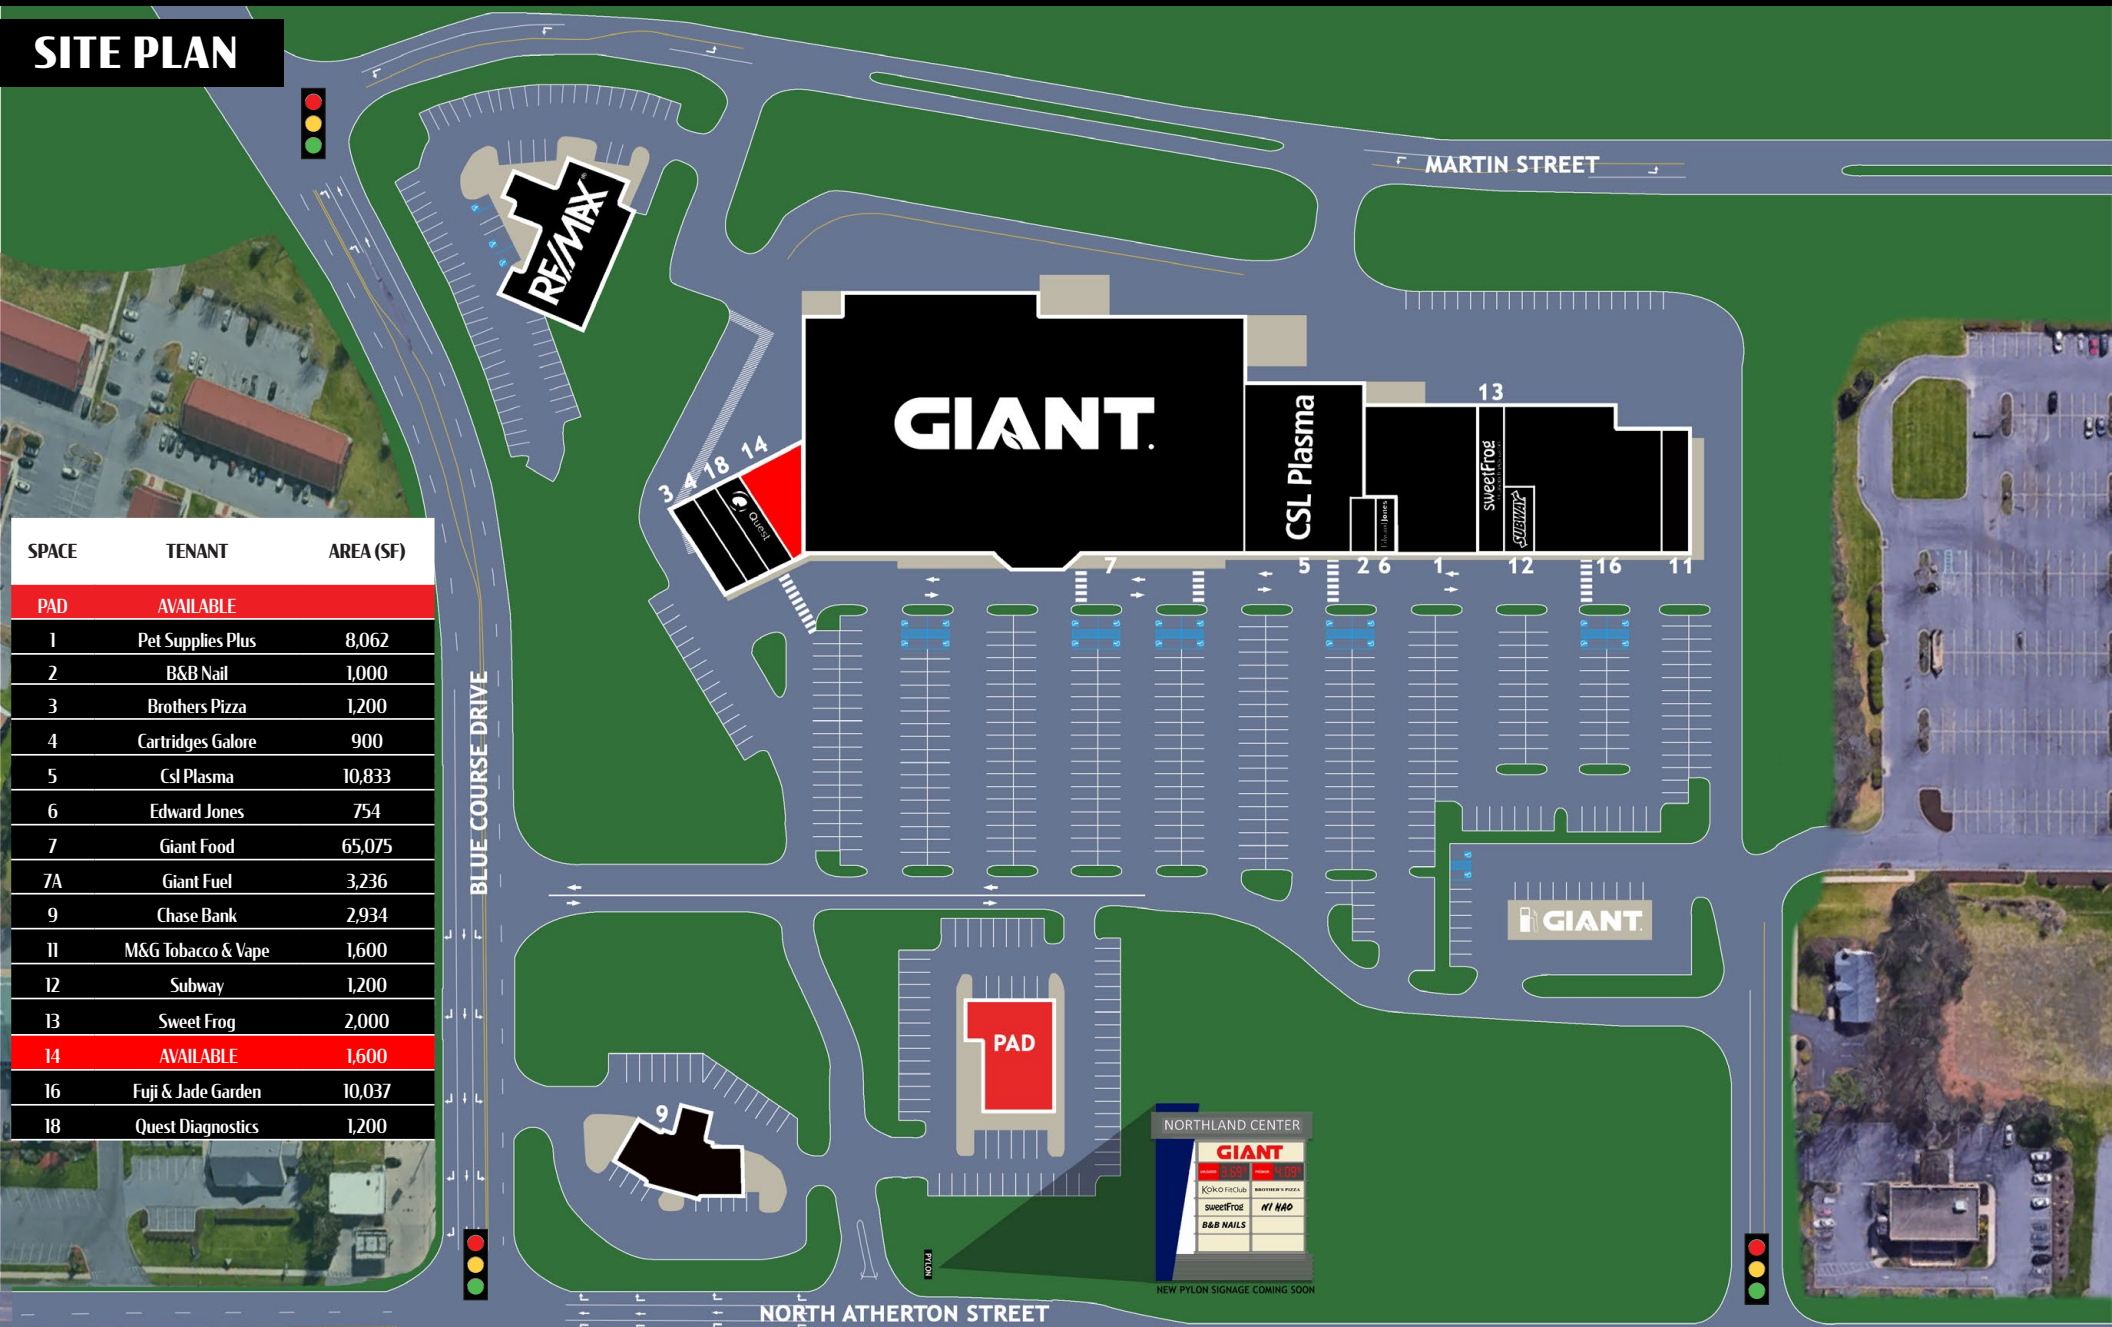 SITE PLAN
MARTIN STREET
RE/MAX
GIANT.
13
14
18
4
3
Quest
CSL Plasma
sweetFrog
SUBWAY
Edward Jones
7
5
2 6
1
12
16
11
SPACE TENANT AREA (SF)
PAD AVAILABLE
1 Pet Supplies Plus 8,062
2 B&B Nail 1,000
3 Brothers Pizza 1,200
4 Cartridges Galore 900
5 Csl Plasma 10,833
6 Edward Jones 754
7 Giant Food 65,075
7A Giant Fuel 3,236
9 Chase Bank 2,934
11 M&G Tobacco & Vape 1,600
12 Subway 1,200
13 Sweet Frog 2,000
14 AVAILABLE 1,600
16 Fuji & Jade Garden 10,037
18 Quest Diagnostics 1,200
BLUE COURSE DRIVE
GIANT.
PAD
9
PYLON
NORTHLAND CENTER
GIANT
3.69 4.09
Koko FitClub BROTHER'S PIZZA
sweetFrog NI HAO
B&B NAILS
NEW PYLON SIGNAGE COMING SOON
NORTH ATHERTON STREET